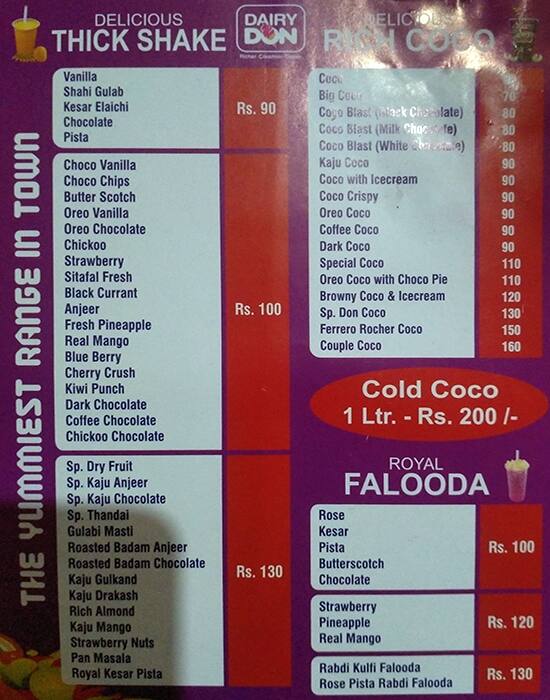 DELICIOUS
THICK SHAKE
DAIRY
DON
Richer Creamier Tastier
Vanilla
Shahi Gulab
Kesar Elaichi
Chocolate
Pista
Rs. 90
Choco Vanilla
Choco Chips
Butter Scotch
Oreo Vanilla
Oreo Chocolate
Chickoo
Strawberry
Sitafal Fresh
Black Currant
Anjeer
Fresh Pineapple
Real Mango
Blue Berry
Cherry Crush
Kiwi Punch
Dark Chocolate
Coffee Chocolate
Chickoo Chocolate
Rs. 100
Sp. Dry Fruit
Sp. Kaju Anjeer
Sp. Kaju Chocolate
Sp. Thandai
Gulabi Masti
Roasted Badam Anjeer
Roasted Badam Chocolate
Kaju Gulkand
Kaju Drakash
Rich Almond
Kaju Mango
Strawberry Nuts
Pan Masala
Royal Kesar Pista
Rs. 130
THE YUMMIEST RANGE IN TOWN
DELICIOUS
RICH COCO
Coco
Big Coco 70
Coco Blast (Black Chocolate) 80
Coco Blast (Milk Chocolate) 80
Coco Blast (White Chocolate) 80
Kaju Coco 90
Coco with Icecream 90
Coco Crispy 90
Oreo Coco 90
Coffee Coco 90
Dark Coco 90
Special Coco 110
Oreo Coco with Choco Pie 110
Browny Coco & Icecream 120
Sp. Don Coco 130
Ferrero Rocher Coco 150
Couple Coco 160
Cold Coco
1 Ltr. - Rs. 200 /-
ROYAL
FALOODA
Rose
Kesar
Pista
Butterscotch
Chocolate
Rs. 100
Strawberry
Pineapple
Real Mango
Rs. 120
Rabdi Kulfi Falooda
Rose Pista Rabdi Falooda
Rs. 130